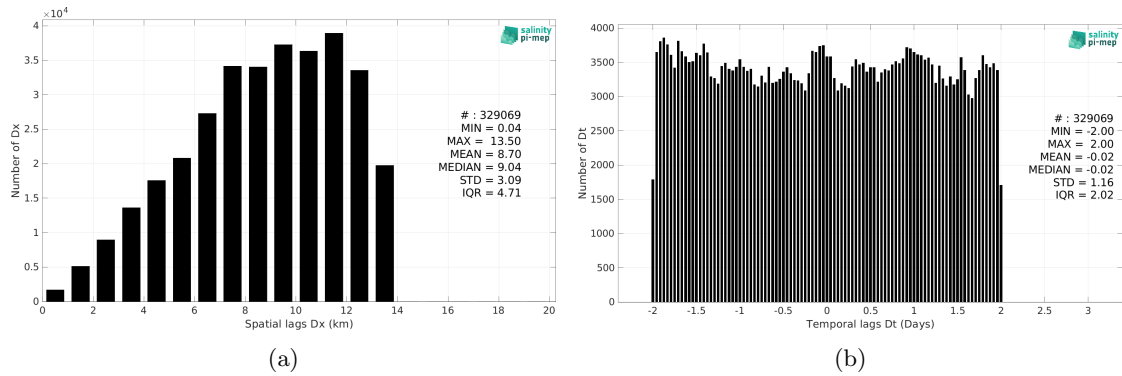 ×10⁴
4
3.5
3
2.5
2
1.5
1
0.5
0
Number of Dx
0 2 4 6 8 10 12 14 16 18 20
Spatial lags Dx (km)
salinity
pi-mep
# : 329069
MIN = 0.04
MAX = 13.50
MEAN = 8.70
MEDIAN = 9.04
STD = 3.09
IQR = 4.71
(a)
4000
3500
3000
2500
2000
1500
1000
500
0
Number of Dt
-2 -1.5 -1 -0.5 0 0.5 1 1.5 2 2.5 3
Temporal lags Dt (Days)
salinity
pi-mep
# : 329069
MIN = -2.00
MAX = 2.00
MEAN = -0.02
MEDIAN = -0.02
STD = 1.16
IQR = 2.02
(b)